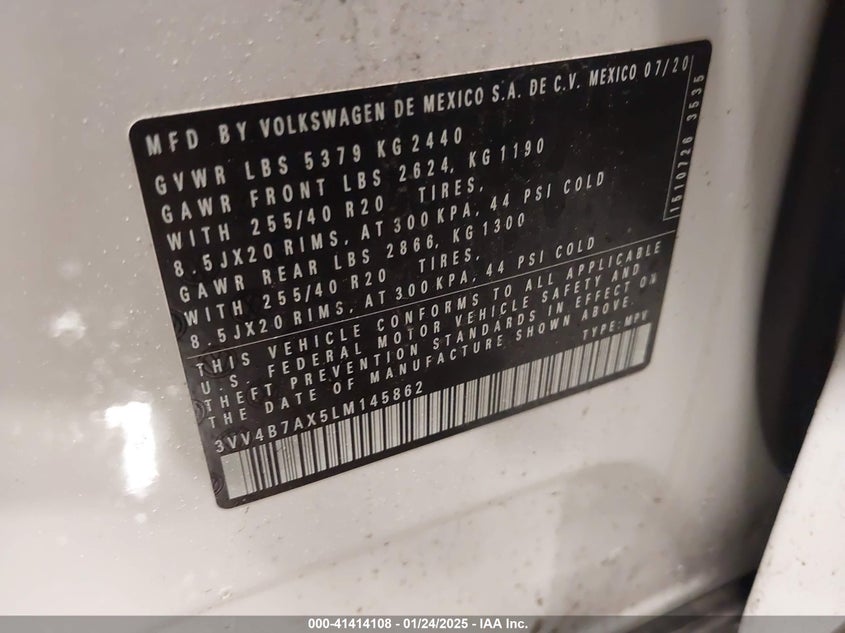 MFD BY VOLKSWAGEN DE MEXICO S.A. DE C.V. MEXICO 07/20
GVWR LBS 5379 KG 2440
GAWR FRONT LBS 2624, KG 1190
WITH 255/40 R20 TIRES,
8.5JX20 RIMS, AT 300 KPA, 44 PSI COLD
GAWR REAR LBS 2866, KG 1300
WITH 255/40 R20 TIRES,
8.5JX20 RIMS, AT 300 KPA, 44 PSI COLD
THIS VEHICLE CONFORMS TO ALL APPLICABLE
U.S. FEDERAL MOTOR VEHICLE SAFETY AND
THEFT PREVENTION STANDARDS IN EFFECT ON
THE DATE OF MANUFACTURE SHOWN ABOVE.
TYPE: MPV
3VV4B7AX5LM145862
1510726 3535
000-41414108 — 01/24/2025 — IAA Inc.